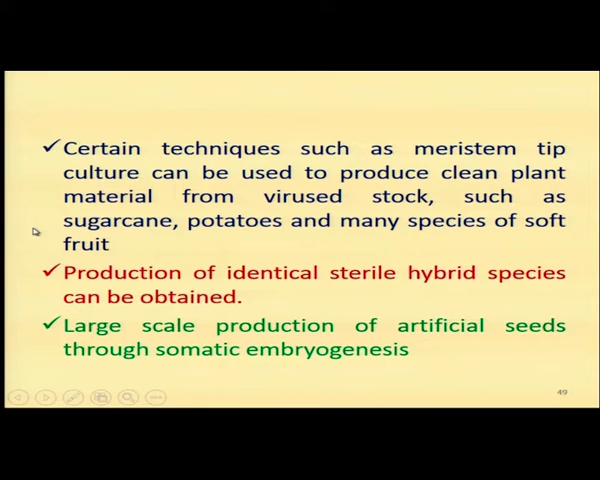 ✓Certain techniques such as meristem tip
culture can be used to produce clean plant
material from virused stock, such as
sugarcane, potatoes and many species of soft
fruit
✓Production of identical sterile hybrid species
can be obtained.
✓Large scale production of artificial seeds
through somatic embryogenesis
49